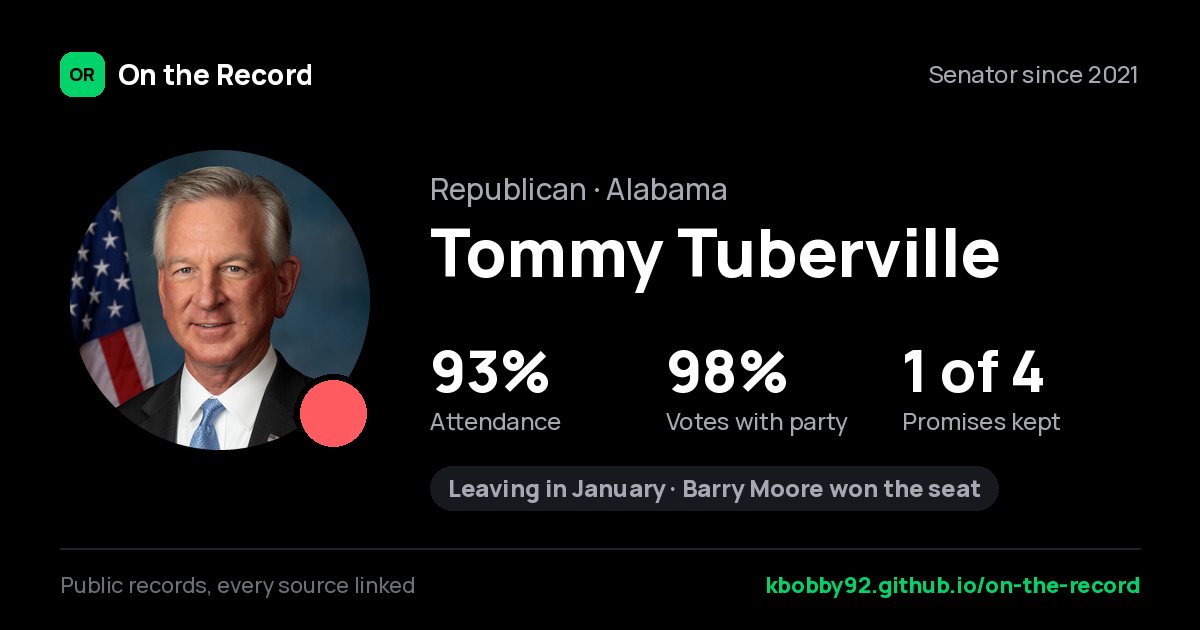 OR On the Record
Senator since 2021
Republican · Alabama
Tommy Tuberville
93% 98% 1 of 4
Attendance Votes with party Promises kept
Leaving in January · Barry Moore won the seat
Public records, every source linked
kbobby92.github.io/on-the-record